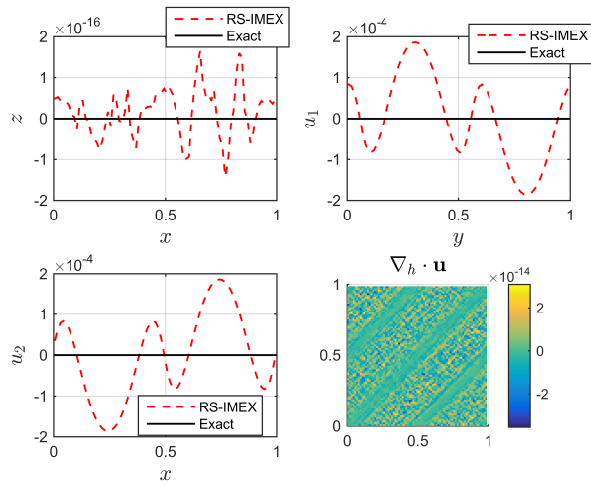 ×10⁻¹⁶
RS-IMEX
Exact
2
1
0
-1
-2
z
0
0.5
1
x
×10⁻⁴
RS-IMEX
Exact
2
1
0
-1
-2
u₁
0
0.5
1
y
×10⁻⁴
2
1
0
-1
-2
u₂
RS-IMEX
Exact
0
0.5
1
x
∇ₕ · u
×10⁻¹⁴
1
0.5
0
0
0.5
1
2
0
-2